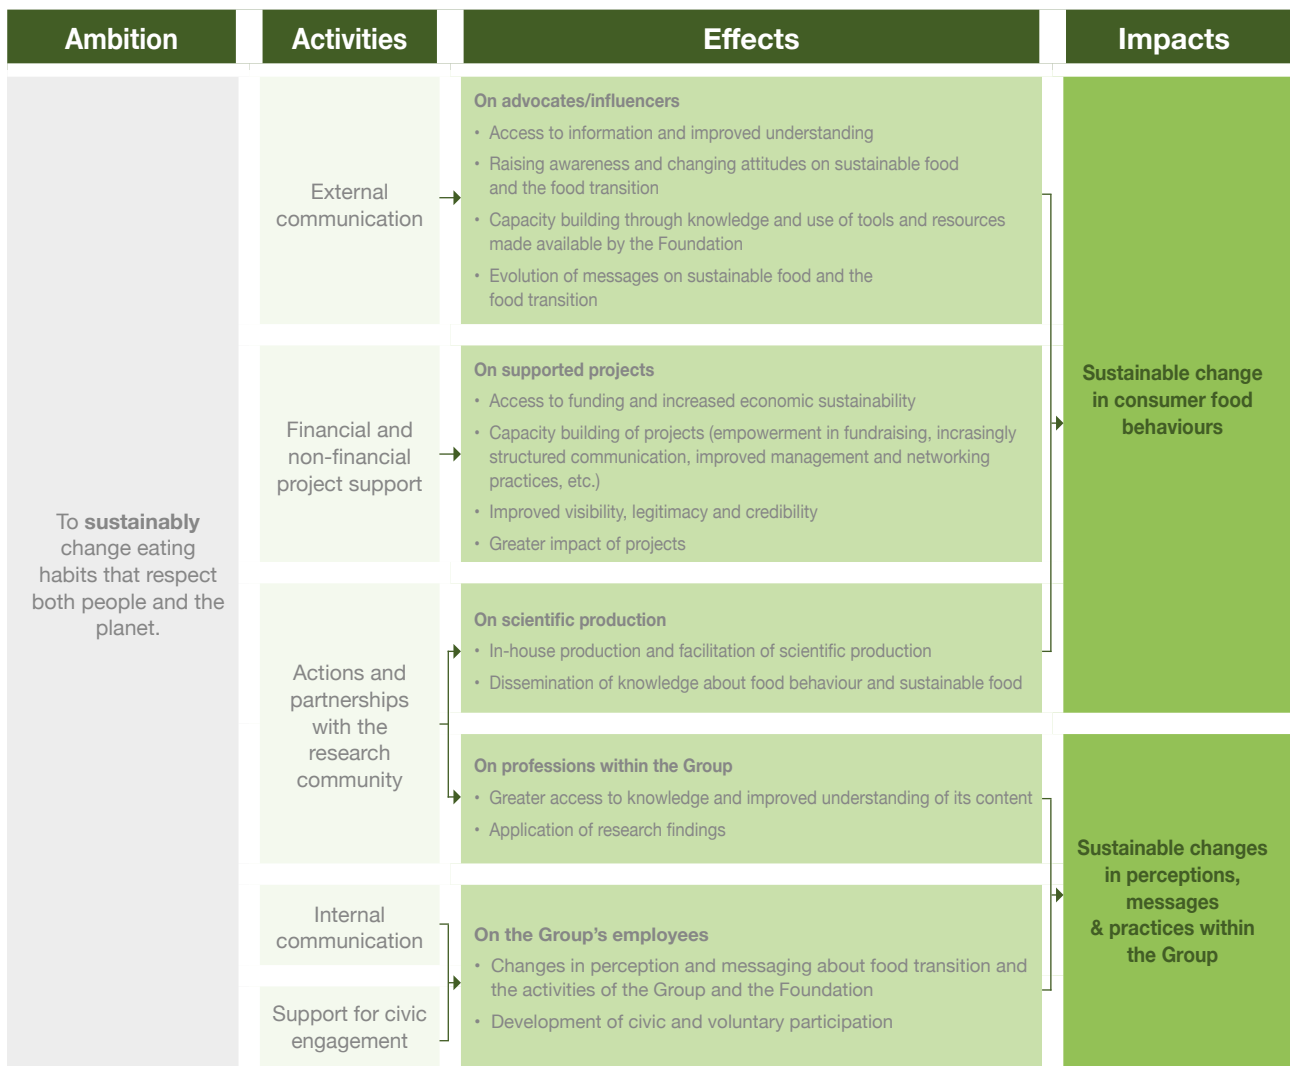 Ambition
Activities
Effects
Impacts
To sustainably
change eating
habits that respect
both people and the
planet.
External
communication
On advocates/influencers
• Access to information and improved understanding
• Raising awareness and changing attitudes on sustainable food
and the food transition
• Capacity building through knowledge and use of tools and resources
made available by the Foundation
• Evolution of messages on sustainable food and the
food transition
Financial and
non-financial
project support
On supported projects
• Access to funding and increased economic sustainability
• Capacity building of projects (empowerment in fundraising, incrasingly
structured communication, improved management and networking
practices, etc.)
• Improved visibility, legitimacy and credibility
• Greater impact of projects
Actions and
partnerships
with the
research
community
On scientific production
• In-house production and facilitation of scientific production
• Dissemination of knowledge about food behaviour and sustainable food
On professions within the Group
• Greater access to knowledge and improved understanding of its content
• Application of research findings
Internal
communication
Support for civic
engagement
On the Group's employees
• Changes in perception and messaging about food transition and
the activities of the Group and the Foundation
• Development of civic and voluntary participation
Sustainable change
in consumer food
behaviours
Sustainable changes
in perceptions,
messages
& practices within
the Group